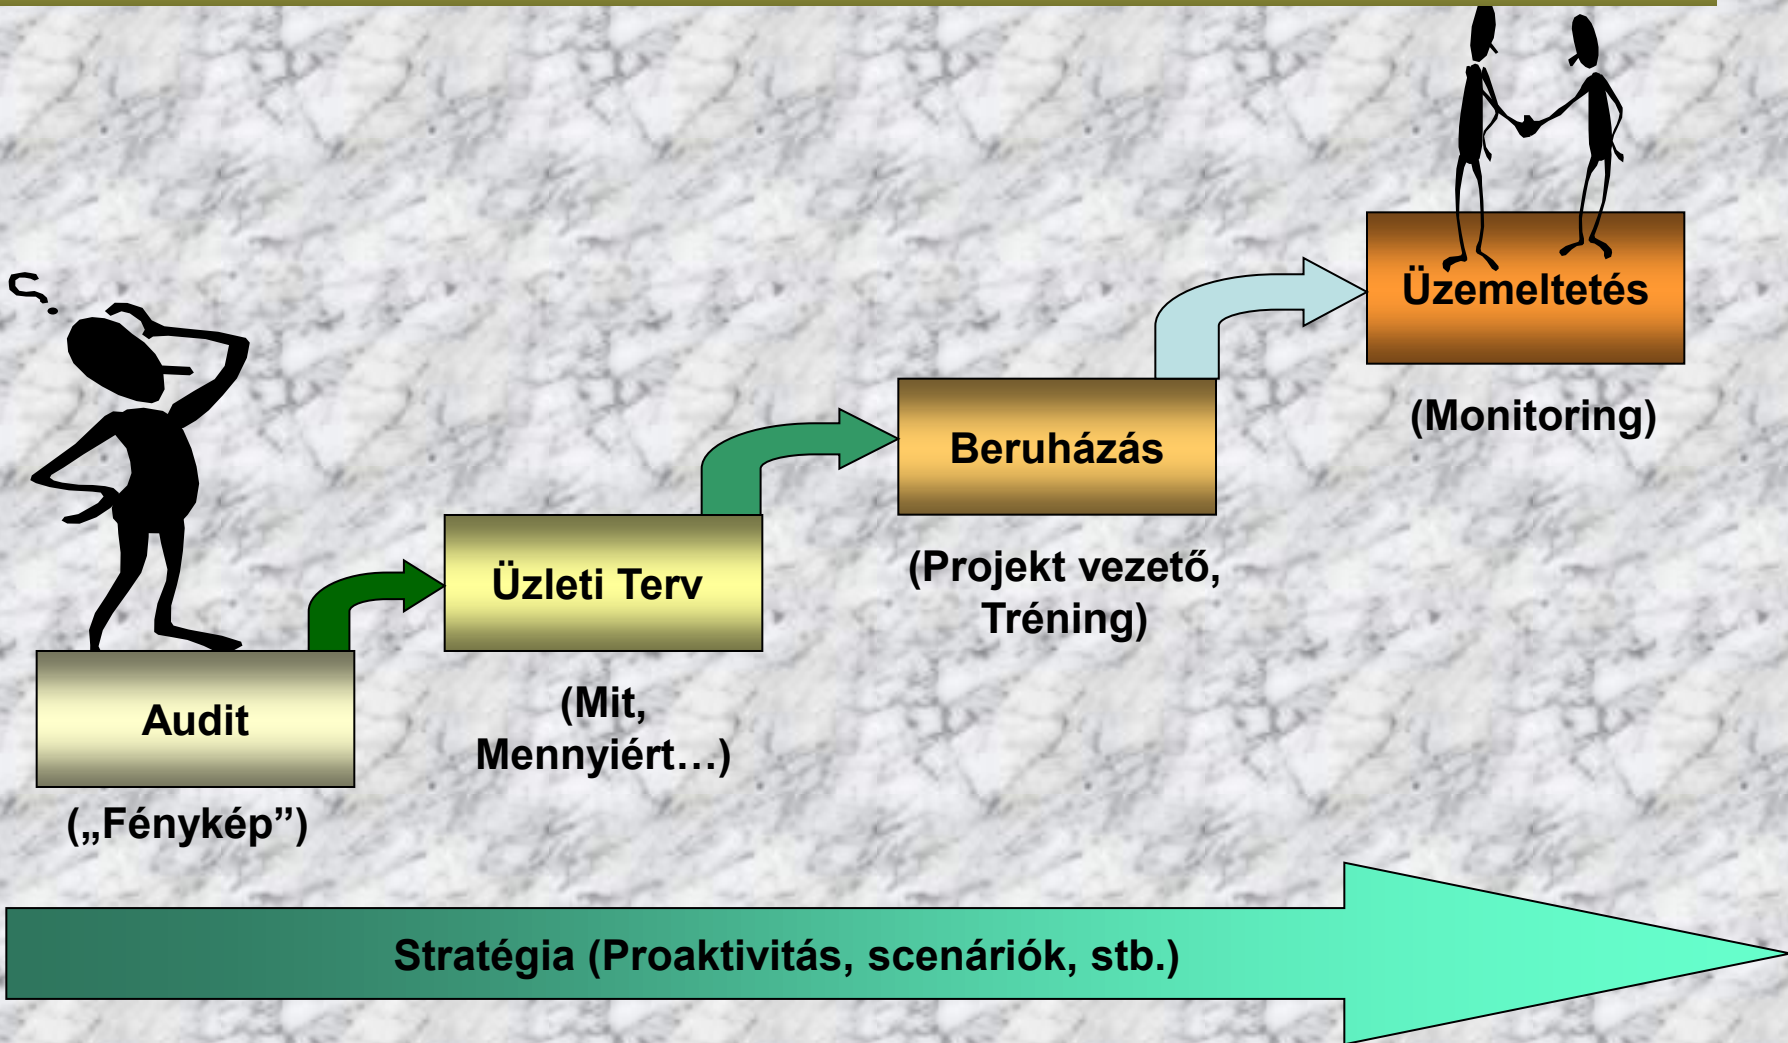 Audit
(„Fénykép”)
Üzleti Terv
(Mit,
Mennyiért…)
Beruházás
(Projekt vezető,
Tréning)
Üzemeltetés
(Monitoring)
Stratégia (Proaktivitás, scenáriók, stb.)